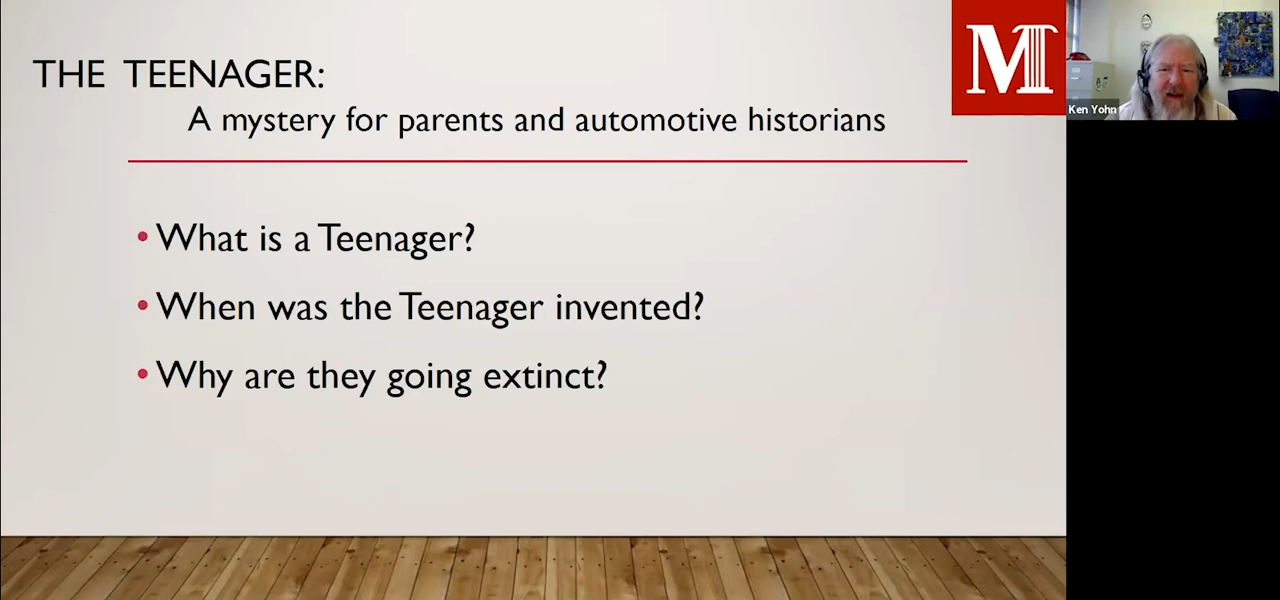 THE TEENAGER:
A mystery for parents and automotive historians
• What is a Teenager?
• When was the Teenager invented?
• Why are they going extinct?
M
Ken Yohn